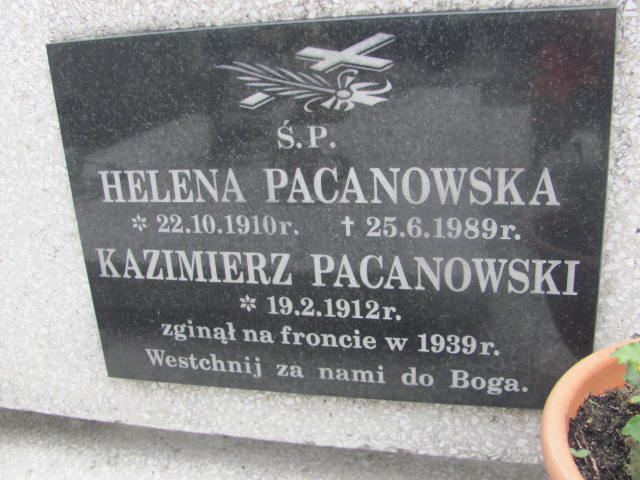 Ś.P.
HELENA PACANOWSKA
* 22.10.1910r. † 25.6.1989r.
KAZIMIERZ PACANOWSKI
* 19.2.1912r.
zginął na froncie w 1939r.
Westchnij za nami do Boga.